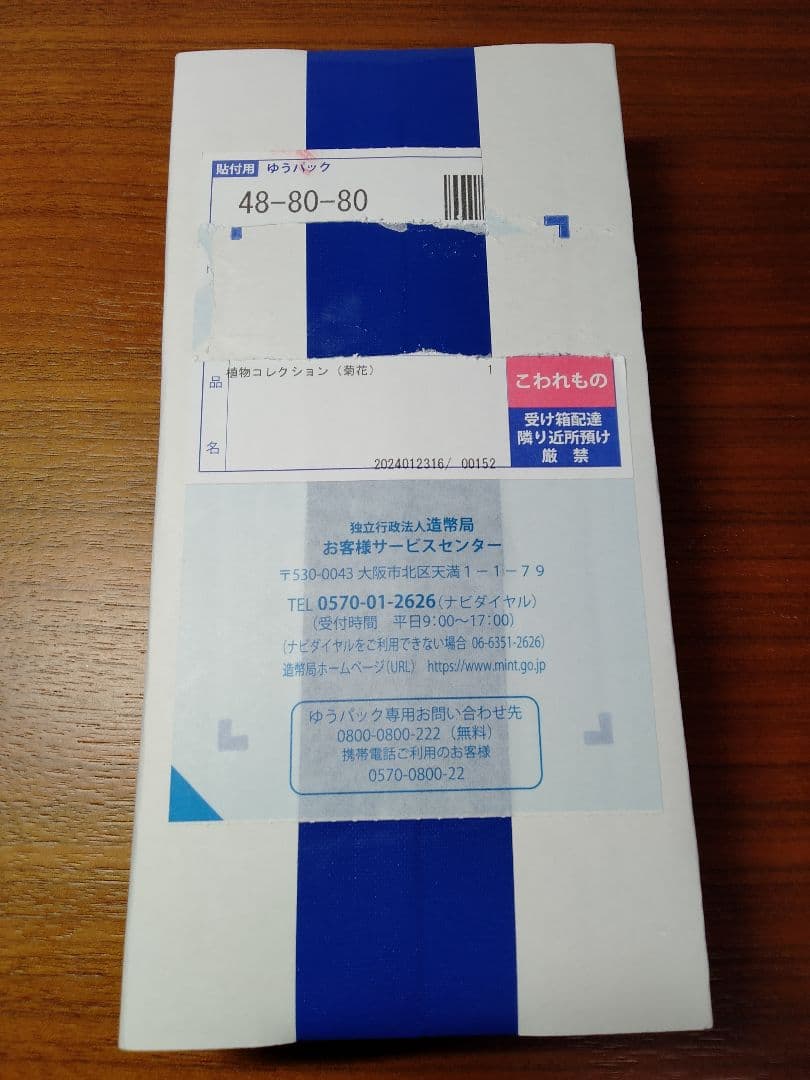 貼付用 ゆうパック
48-80-80
品名
植物コレクション（菊花） 1
2024012316/ 00152
こわれもの
受け箱配達
隣り近所預け
厳 禁
独立行政法人造幣局
お客様サービスセンター
〒530-0043 大阪市北区天満１－１－７９
TEL 0570-01-2626（ナビダイヤル）
（受付時間 平日9:00～17:00）
（ナビダイヤルをご利用できない場合 06-6351-2626）
造幣局ホームページ（URL） https://www.mint.go.jp
ゆうパック専用お問い合わせ先
0800-0800-222（無料）
携帯電話ご利用のお客様
0570-0800-22